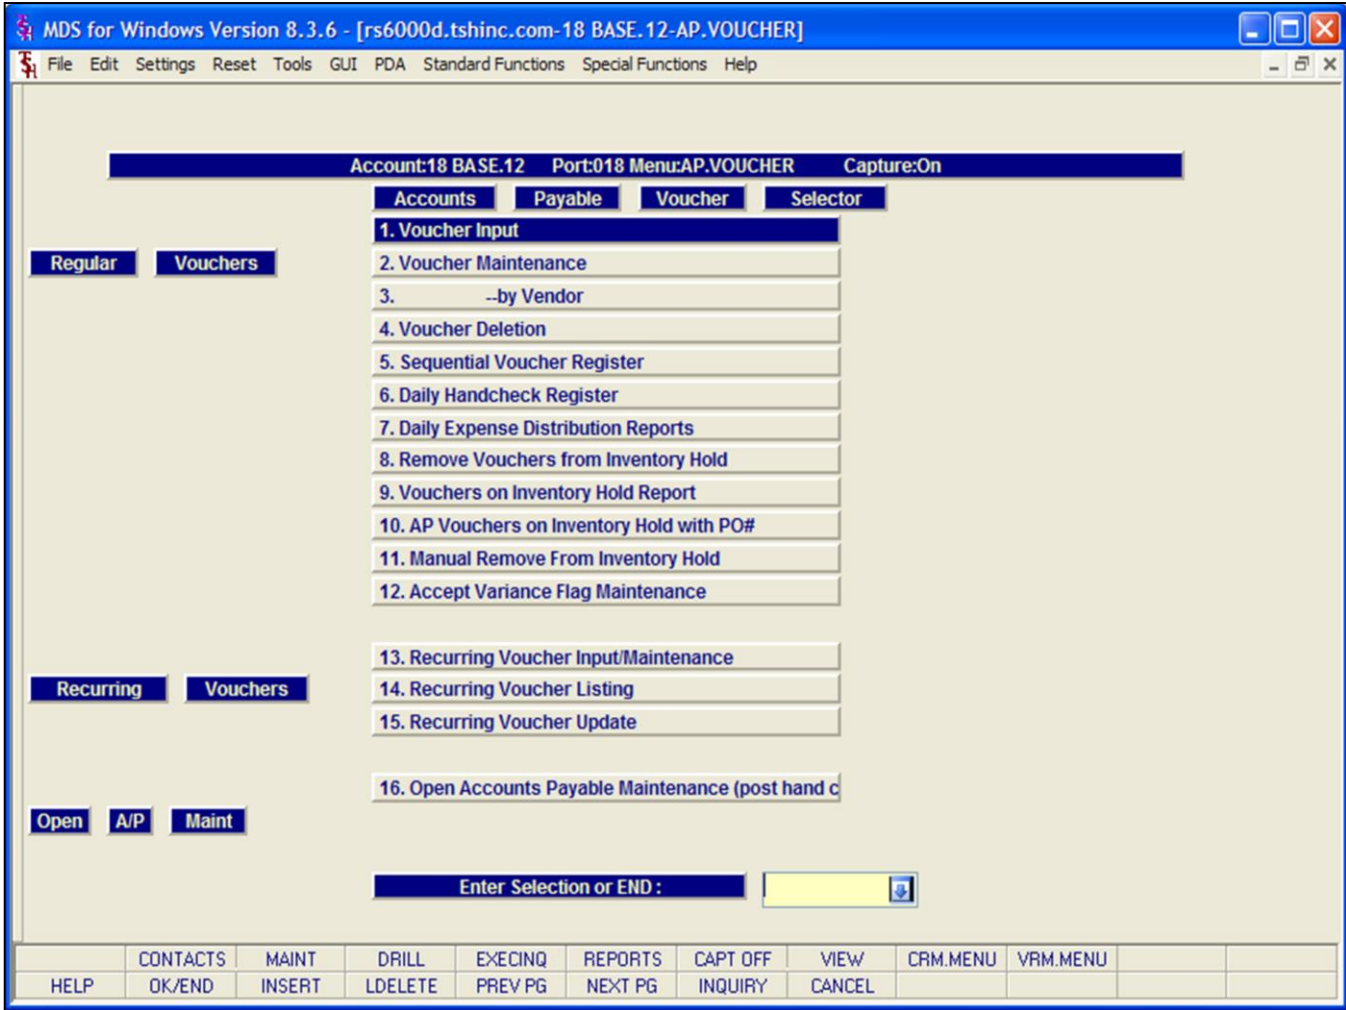 MDS for Windows Version 8.3.6 - [rs6000d.tshinc.com-18 BASE.12-AP.VOUCHER]
TSH File Edit Settings Reset Tools GUI PDA Standard Functions Special Functions Help
Account:18 BASE.12 Port:018 Menu:AP.VOUCHER Capture:On
Accounts Payable Voucher Selector
1. Voucher Input
Regular Vouchers 2. Voucher Maintenance
3. --by Vendor
4. Voucher Deletion
5. Sequential Voucher Register
6. Daily Handcheck Register
7. Daily Expense Distribution Reports
8. Remove Vouchers from Inventory Hold
9. Vouchers on Inventory Hold Report
10. AP Vouchers on Inventory Hold with PO#
11. Manual Remove From Inventory Hold
12. Accept Variance Flag Maintenance
13. Recurring Voucher Input/Maintenance
Recurring Vouchers 14. Recurring Voucher Listing
15. Recurring Voucher Update
16. Open Accounts Payable Maintenance (post hand c
Open A/P Maint
Enter Selection or END :
CONTACTS MAINT DRILL EXECINQ REPORTS CAPT OFF VIEW CRM.MENU VRM.MENU
HELP OK/END INSERT LDELETE PREV PG NEXT PG INQUIRY CANCEL